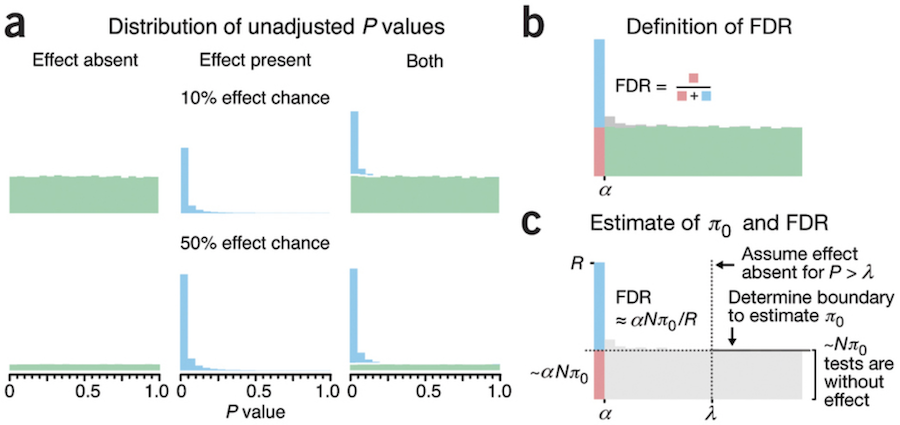 a
Distribution of unadjusted P values
Effect absent
Effect present
Both
10% effect chance
50% effect chance
0 0.5 1.0
0 0.5 1.0
0 0.5 1.0
P value
b
Definition of FDR
FDR =
+
α
c
Estimate of π₀ and FDR
R
Assume effect
absent for P > λ
FDR
≈ αNπ₀/R
Determine boundary
to estimate π₀
~αNπ₀
~Nπ₀
tests are
without
effect
α
λ